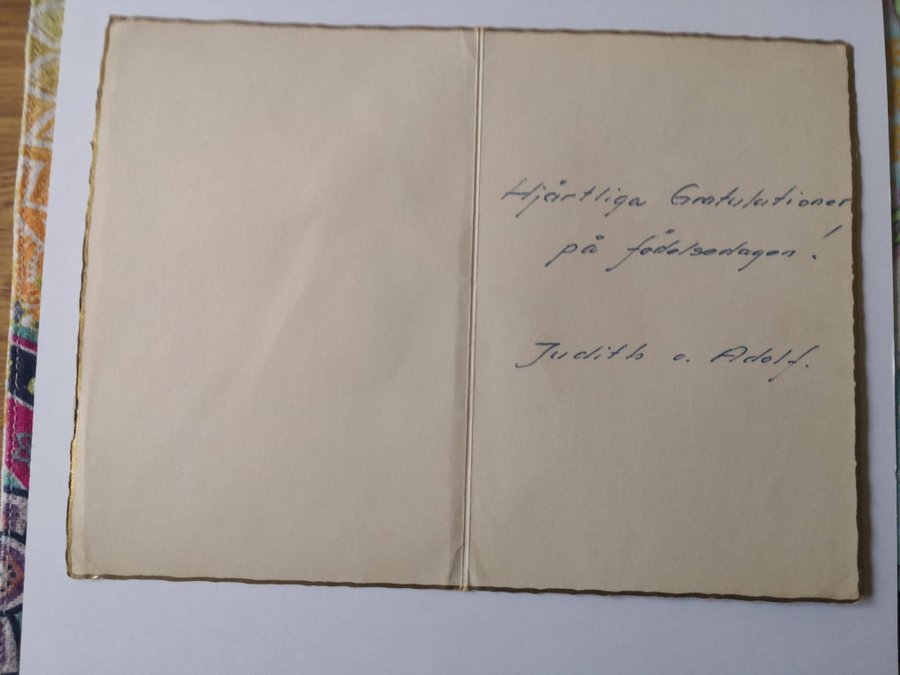 Hjärtliga Gratulationer
på födelsedagen!
Judith o. Adolf.